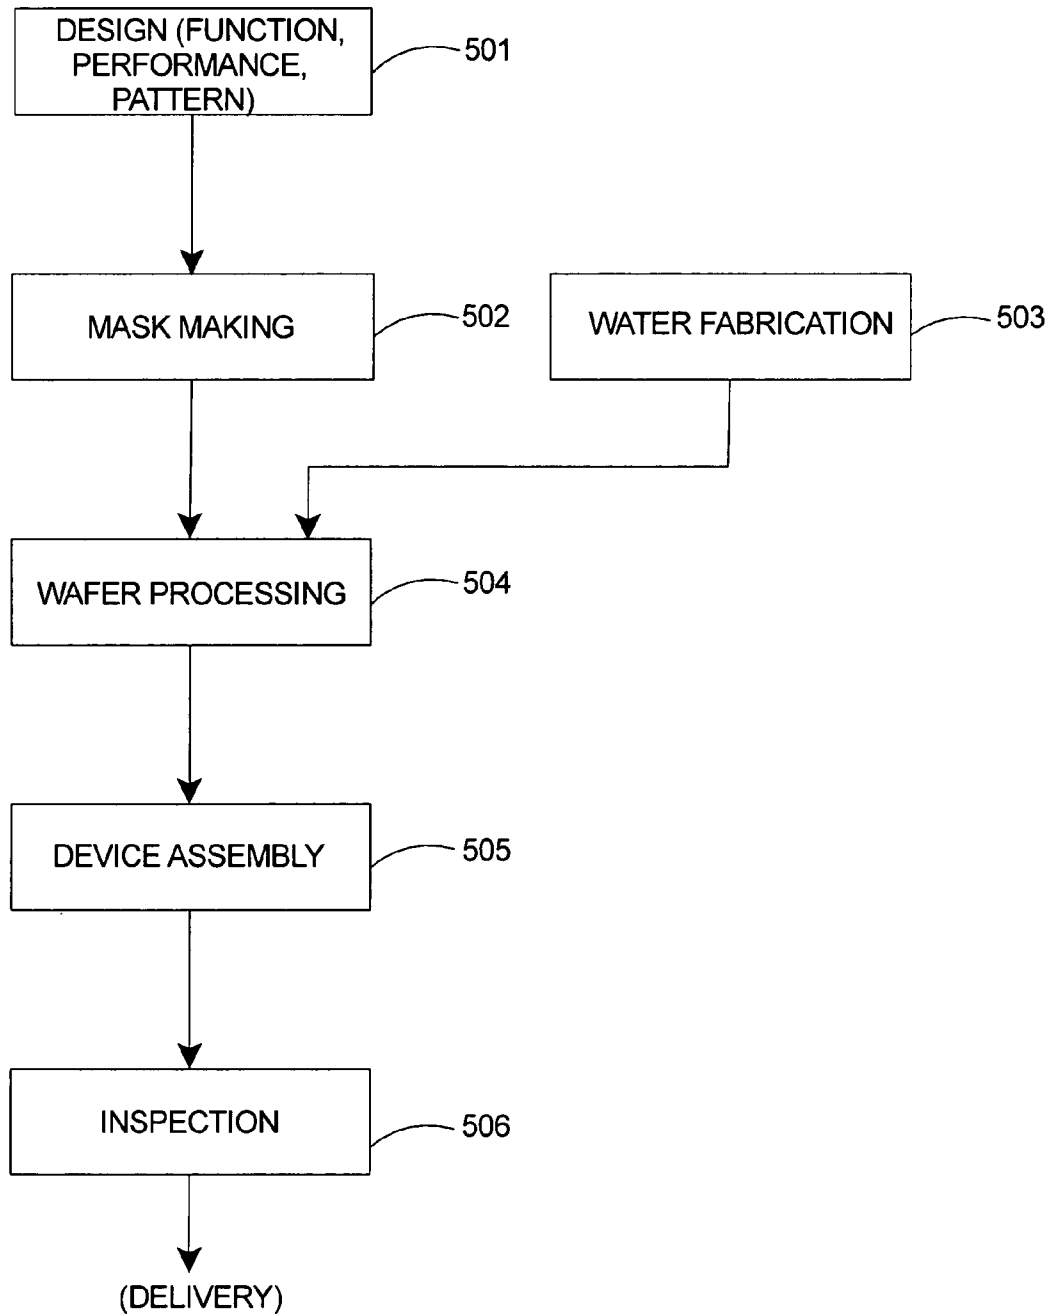 DESIGN (FUNCTION,
PERFORMANCE,
PATTERN)
501
MASK MAKING
502
WATER FABRICATION
503
WAFER PROCESSING
504
DEVICE ASSEMBLY
505
INSPECTION
506
(DELIVERY)